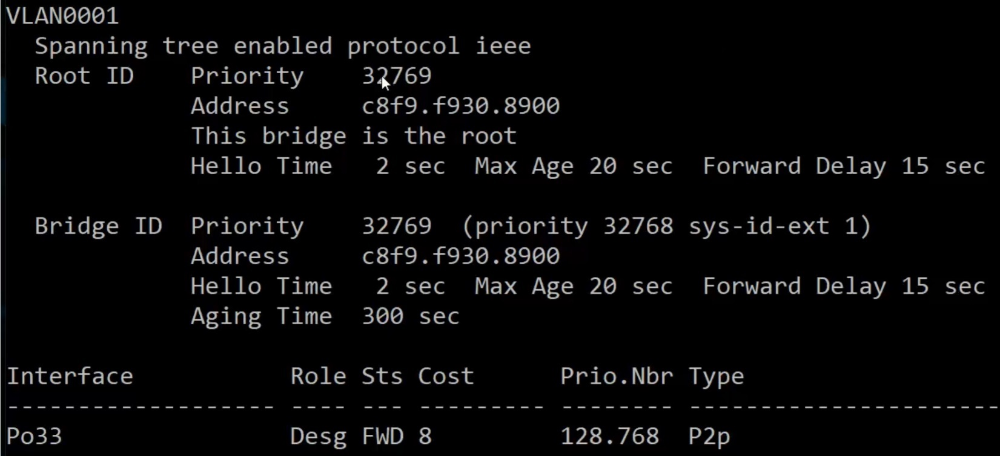 VLAN0001
Spanning tree enabled protocol ieee
Root ID Priority 32769
Address c8f9.f930.8900
This bridge is the root
Hello Time 2 sec Max Age 20 sec Forward Delay 15 sec
Bridge ID Priority 32769 (priority 32768 sys-id-ext 1)
Address c8f9.f930.8900
Hello Time 2 sec Max Age 20 sec Forward Delay 15 sec
Aging Time 300 sec
Interface Role Sts Cost Prio.Nbr Type
------------------- ---- --- --------- -------- ----------------------
Po33 Desg FWD 8 128.768 P2p